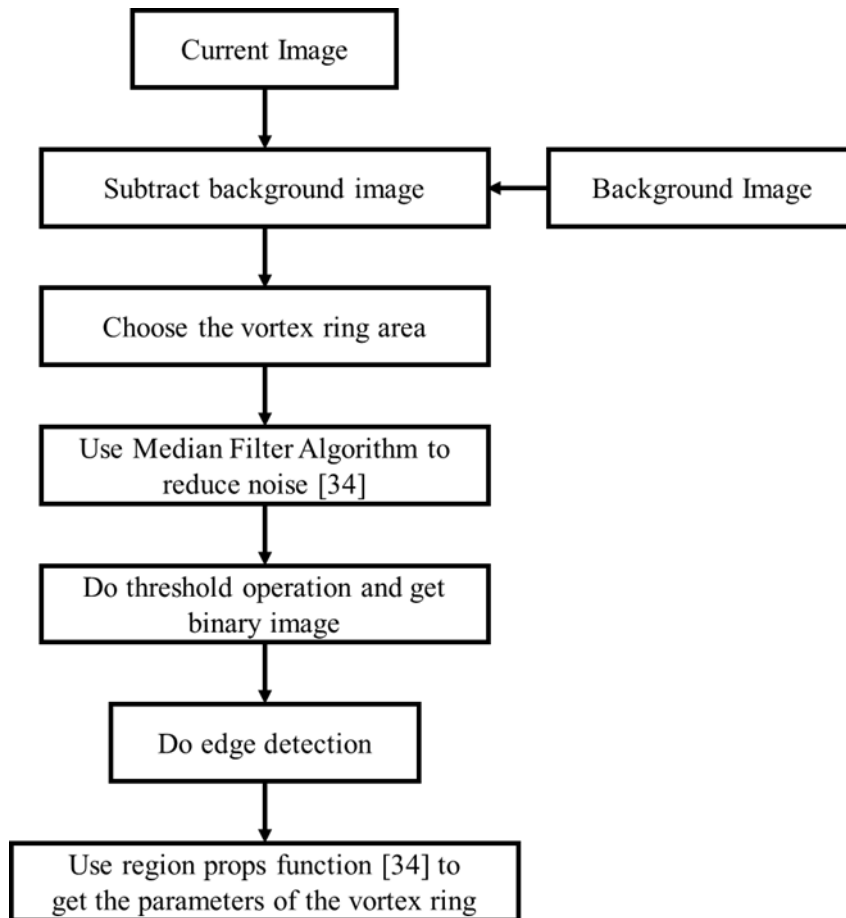 Current Image
Subtract background image
Background Image
Choose the vortex ring area
Use Median Filter Algorithm to
reduce noise [34]
Do threshold operation and get
binary image
Do edge detection
Use region props function [34] to
get the parameters of the vortex ring